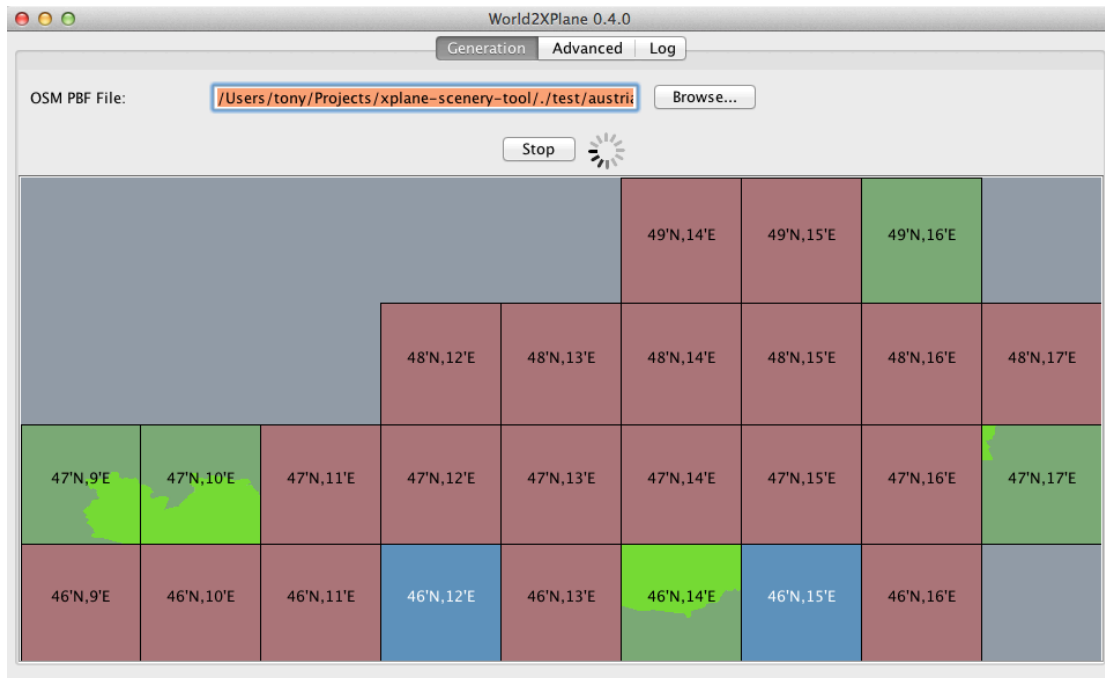 World2XPlane 0.4.0
Generation Advanced Log
OSM PBF File: /Users/tony/Projects/xplane-scenery-tool/./test/austria Browse...
Stop
49'N,14'E 49'N,15'E 49'N,16'E
48'N,12'E 48'N,13'E 48'N,14'E 48'N,15'E 48'N,16'E 48'N,17'E
47'N,9'E 47'N,10'E 47'N,11'E 47'N,12'E 47'N,13'E 47'N,14'E 47'N,15'E 47'N,16'E 47'N,17'E
46'N,9'E 46'N,10'E 46'N,11'E 46'N,12'E 46'N,13'E 46'N,14'E 46'N,15'E 46'N,16'E